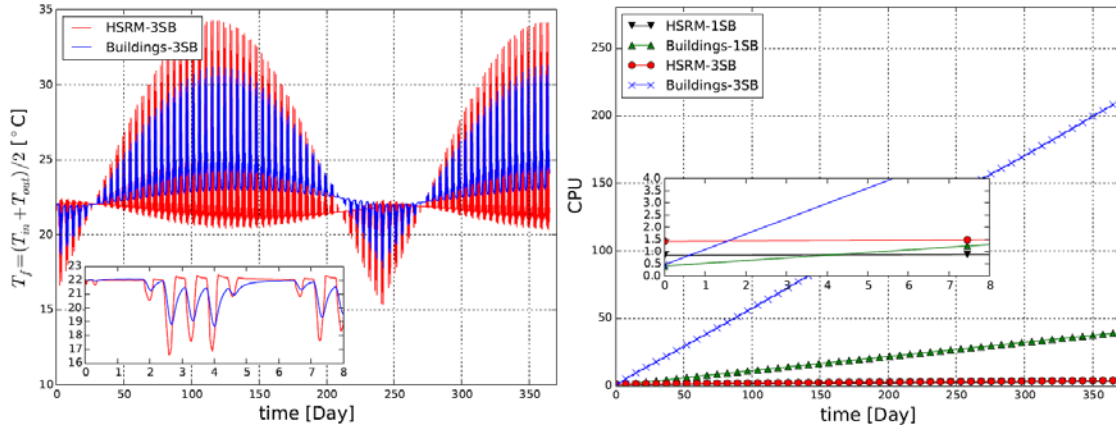 HSRM-3SB
Buildings-3SB
T_f=(T_in+T_out)/2 [°C]
35
30
25
20
15
10
22
21
20
19
18
17
16
0 1 2 3 4 5 6 7 8
0 50 100 150 200 250 300 350
time [Day]
HSRM-1SB
Buildings-1SB
HSRM-3SB
Buildings-3SB
CPU
250
200
150
100
50
0
4.0
3.5
3.0
2.5
2.0
1.5
1.0
0.5
0.0
0 1 2 3 4 5 6 7 8
0 50 100 150 200 250 300 350
time [Day]